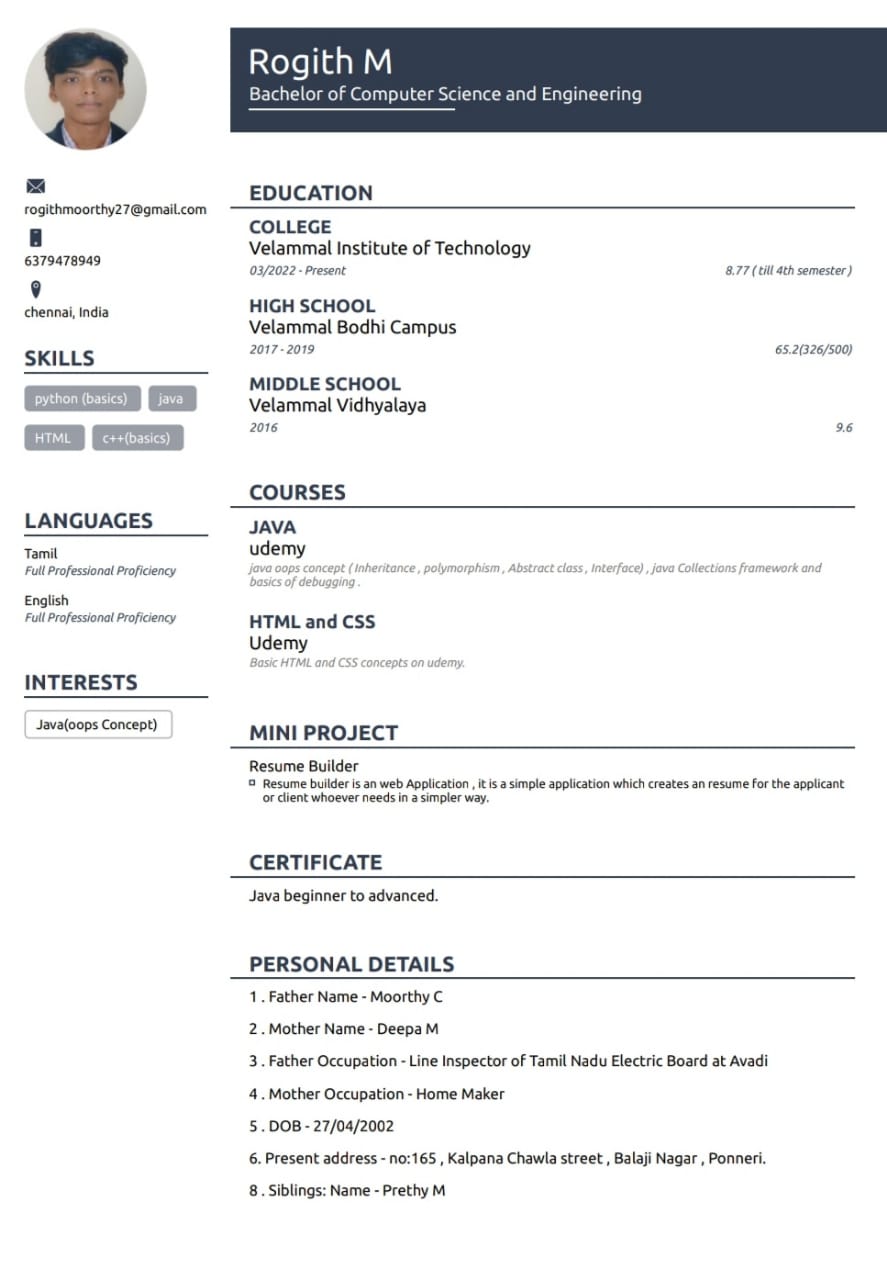 Rogith M
Bachelor of Computer Science and Engineering
rogithmoorthy27@gmail.com
6379478949
chennai, India
SKILLS
python (basics) java
HTML c++(basics)
LANGUAGES
Tamil
Full Professional Proficiency
English
Full Professional Proficiency
INTERESTS
Java(oops Concept)
EDUCATION
COLLEGE
Velammal Institute of Technology
03/2022 - Present 8.77 ( till 4th semester )
HIGH SCHOOL
Velammal Bodhi Campus
2017 - 2019 65.2(326/500)
MIDDLE SCHOOL
Velammal Vidhyalaya
2016 9.6
COURSES
JAVA
udemy
java oops concept ( Inheritance , polymorphism , Abstract class , Interface) , java Collections framework and
basics of debugging .
HTML and CSS
Udemy
Basic HTML and CSS concepts on udemy.
MINI PROJECT
Resume Builder
Resume builder is an web Application , it is a simple application which creates an resume for the applicant
or client whoever needs in a simpler way.
CERTIFICATE
Java beginner to advanced.
PERSONAL DETAILS
1 . Father Name - Moorthy C
2 . Mother Name - Deepa M
3 . Father Occupation - Line Inspector of Tamil Nadu Electric Board at Avadi
4 . Mother Occupation - Home Maker
5 . DOB - 27/04/2002
6. Present address - no:165 , Kalpana Chawla street , Balaji Nagar , Ponneri.
8 . Siblings: Name - Prethy M